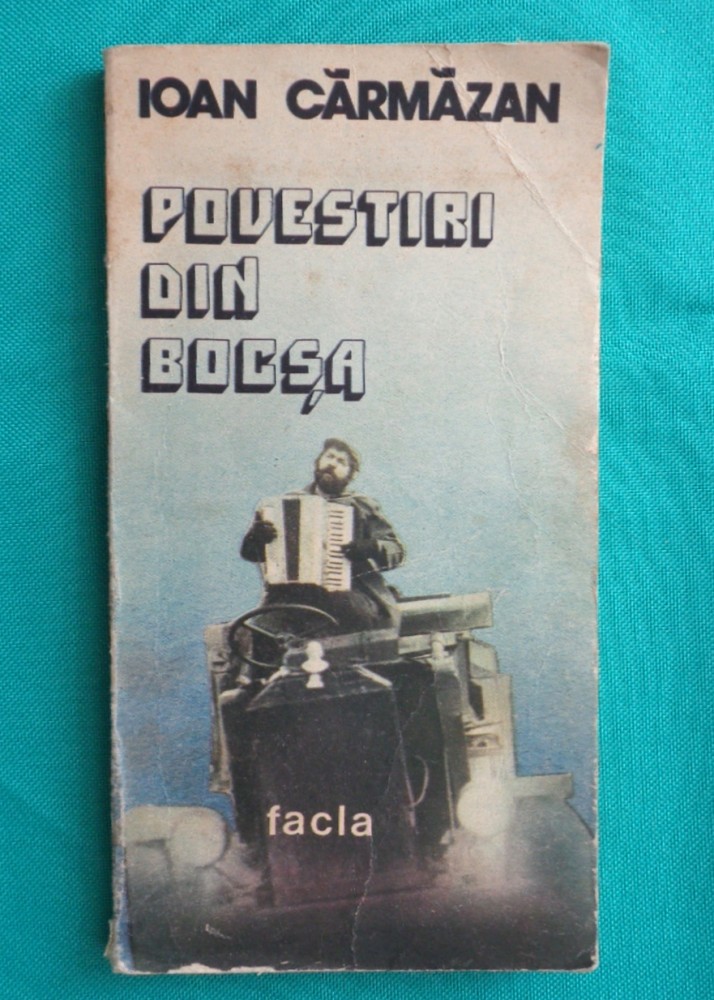 IOAN CĂRMĂZAN
POVESTIRI
DIN
BOCȘA
facla